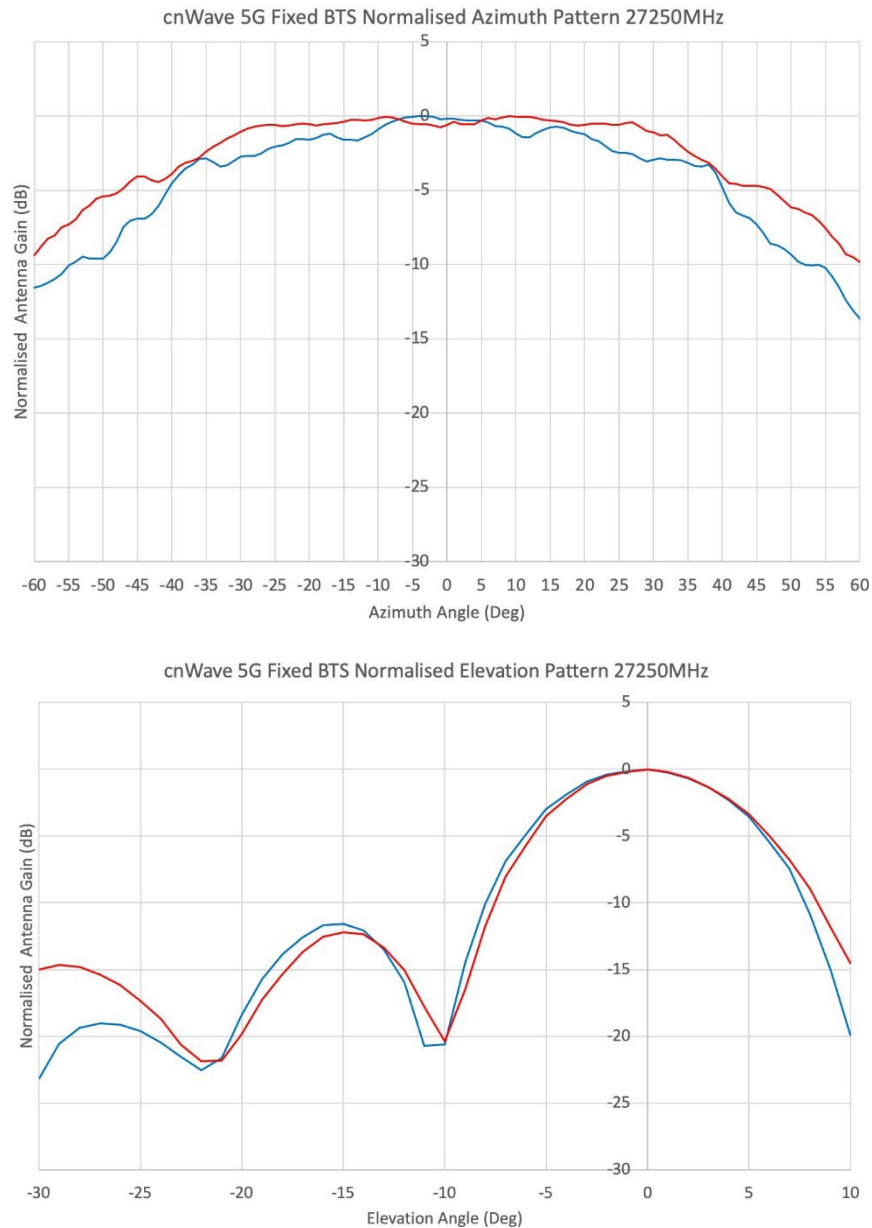 cnWave 5G Fixed BTS Normalised Azimuth Pattern 27250MHz
5
0
-5
-10
-15
-20
-25
-30
Normalised Antenna Gain (dB)
-60 -55 -50 -45 -40 -35 -30 -25 -20 -15 -10 -5 0 5 10 15 20 25 30 35 40 45 50 55 60
Azimuth Angle (Deg)
cnWave 5G Fixed BTS Normalised Elevation Pattern 27250MHz
5
0
-5
-10
-15
-20
-25
-30
Normalised Antenna Gain (dB)
-30 -25 -20 -15 -10 -5 0 5 10
Elevation Angle (Deg)